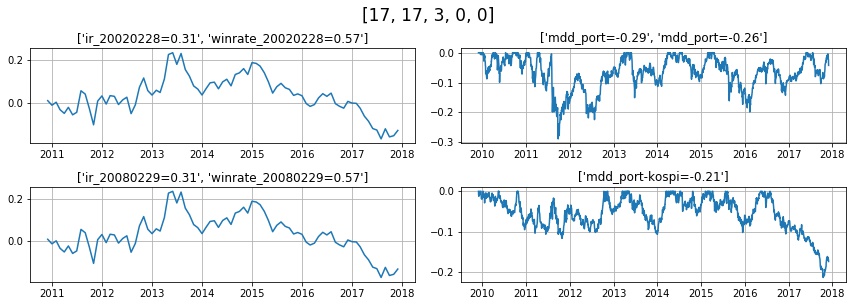 [17, 17, 3, 0, 0]
['ir_20020228=0.31', 'winrate_20020228=0.57']
0.2
0.0
2011 2012 2013 2014 2015 2016 2017 2018
['mdd_port=-0.29', 'mdd_port=-0.26']
0.0
−0.1
−0.2
−0.3
2010 2011 2012 2013 2014 2015 2016 2017 2018
['ir_20080229=0.31', 'winrate_20080229=0.57']
0.2
0.0
2011 2012 2013 2014 2015 2016 2017 2018
['mdd_port-kospi=-0.21']
0.0
−0.1
−0.2
2010 2011 2012 2013 2014 2015 2016 2017 2018